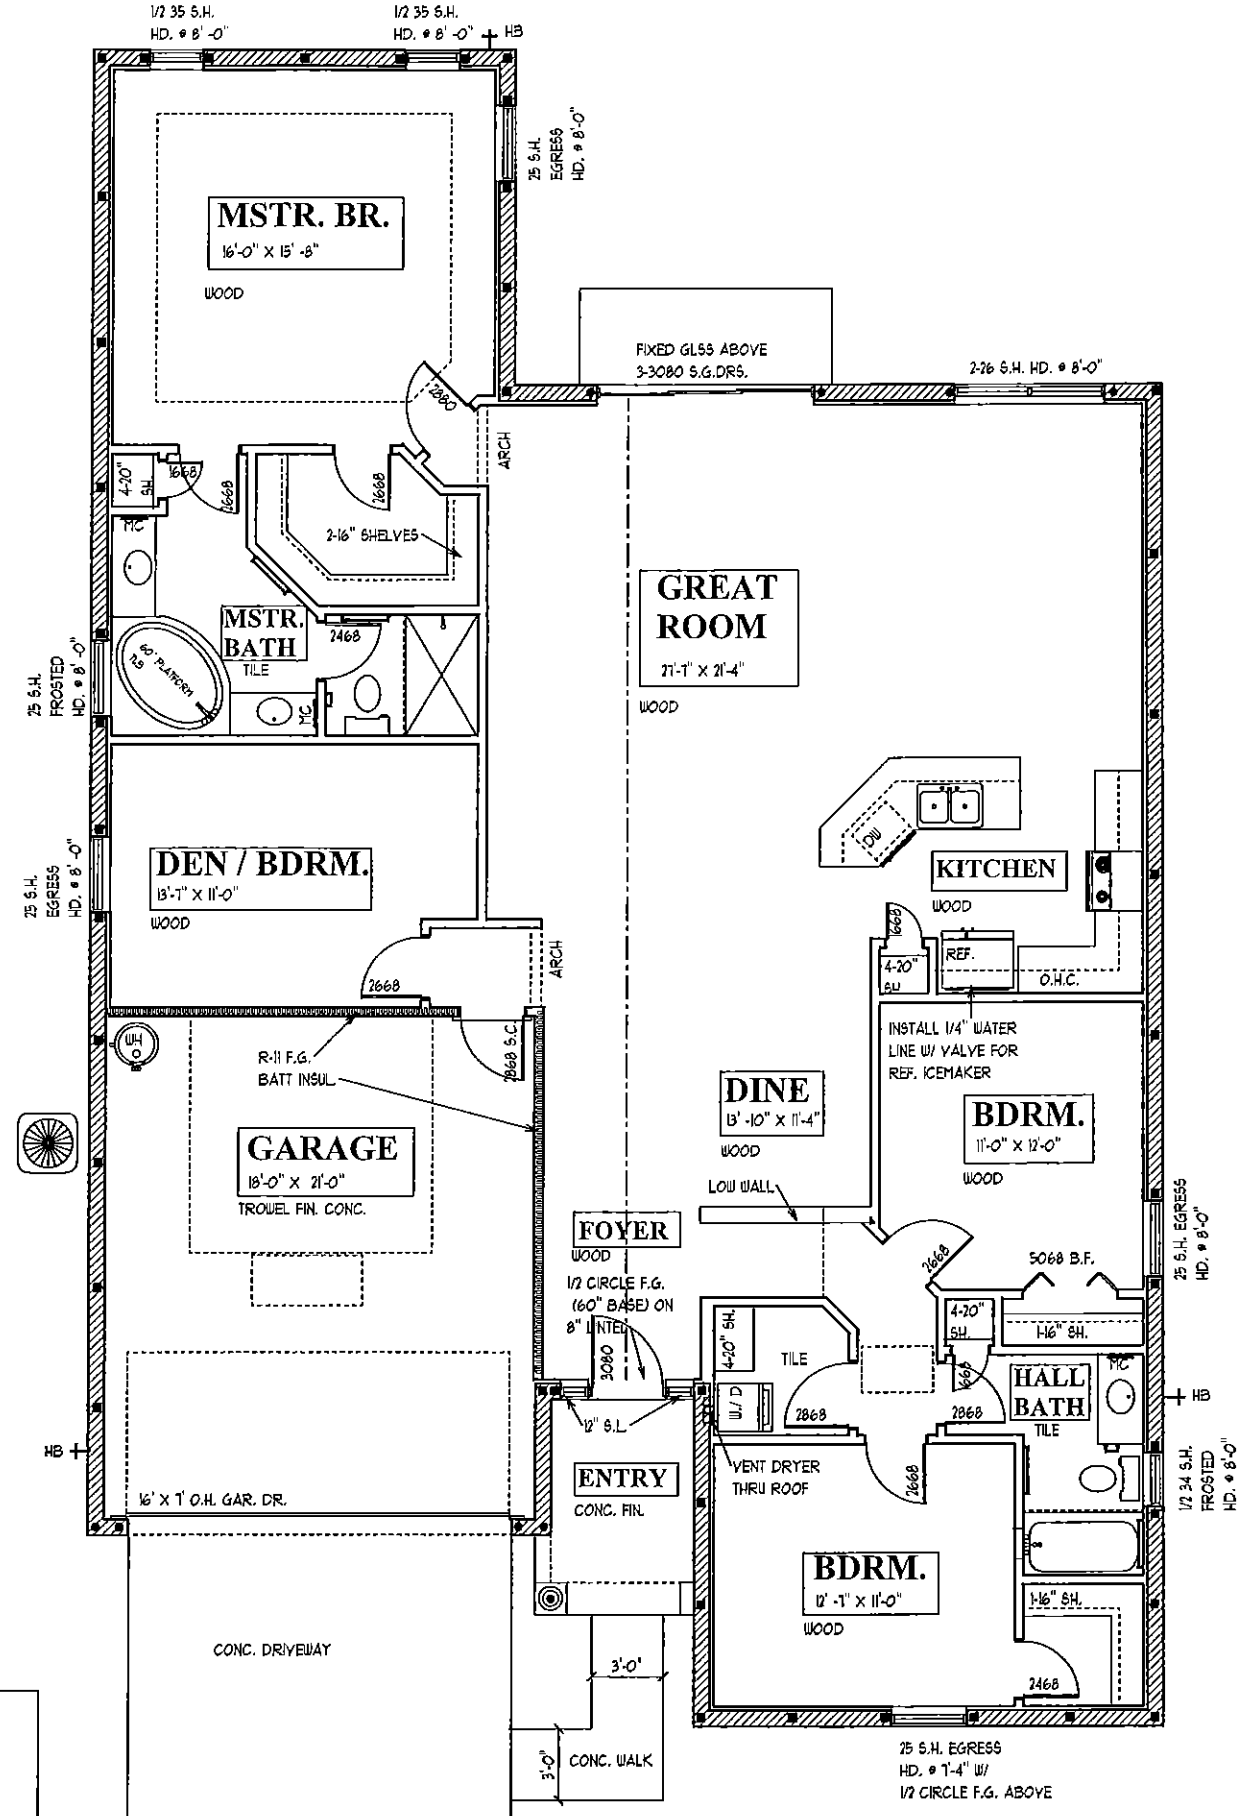 1/2 35 S.H.
HD. @ 8'-0"
1/2 35 S.H.
HD. @ 8'-0"
HB
25 S.H.
EGRESS
HD. @ 8'-0"
MSTR. BR.
16'-0" X 15'-8"
WOOD
2880
FIXED GLSS ABOVE
3-3080 S.G.DRS.
2-26 S.H. HD. @ 8'-0"
ARCH
4-20"
SH.
1668
2668
2668
MC
2-16" SHELVES
GREAT
ROOM
27'-7" X 21'-4"
WOOD
MSTR.
BATH
TILE
2468
60" PLATFORM
TUB
MC
25 S.H.
FROSTED
HD. @ 8'-0"
DW
KITCHEN
WOOD
DEN / BDRM.
13'-7" X 11'-0"
WOOD
25 S.H.
EGRESS
HD. @ 8'-0"
1668
REF.
4-20"
SH
O.H.C.
ARCH
2668
INSTALL 1/4" WATER
LINE W/ VALVE FOR
REF. ICEMAKER
WH
R-11 F.G.
BATT INSUL
2868 S.C.
DINE
13'-10" X 11'-4"
WOOD
BDRM.
11'-0" X 12'-0"
WOOD
GARAGE
18'-0" X 21'-0"
TROWEL FIN. CONC.
LOW WALL
25 S.H. EGRESS
HD. @ 8'-0"
FOYER
WOOD
2668
5068 B.F.
1/2 CIRCLE F.G.
(60" BASE) ON
8" LINTEL
3080
4-20" SH.
TILE
4-20"
SH.
1-16" SH.
1668
HALL
BATH
TILE
MC
HB
W./ D
2868
2868
12" S.L.
HB
VENT DRYER
THRU ROOF
2668
ENTRY
CONC. FIN.
1/2 34 S.H.
FROSTED
HD. @ 8'-0"
16' X 7' O.H. GAR. DR.
BDRM.
12'-7" X 11'-0"
WOOD
1-16" SH.
CONC. DRIVEWAY
3'-0"
2468
3'-0"
CONC. WALK
25 S.H. EGRESS
HD. @ 7'-4" W/
1/2 CIRCLE F.G. ABOVE